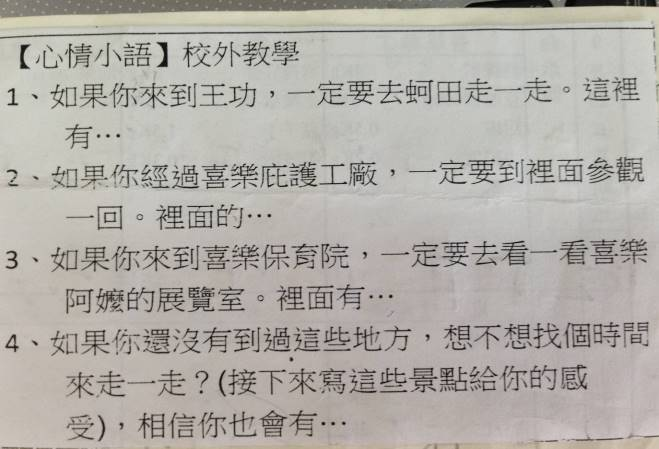 【心情小語】校外教學
1、如果你來到王功，一定要去蚵田走一走。這裡
有…
2、如果你經過喜樂庇護工廠，一定要到裡面參觀
一回。裡面的…
3、如果你來到喜樂保育院，一定要去看一看喜樂
阿嬤的展覽室。裡面有…
4、如果你還沒有到過這些地方，想不想找個時間
來走一走？(接下來寫這些景點給你的感
受)，相信你也會有…